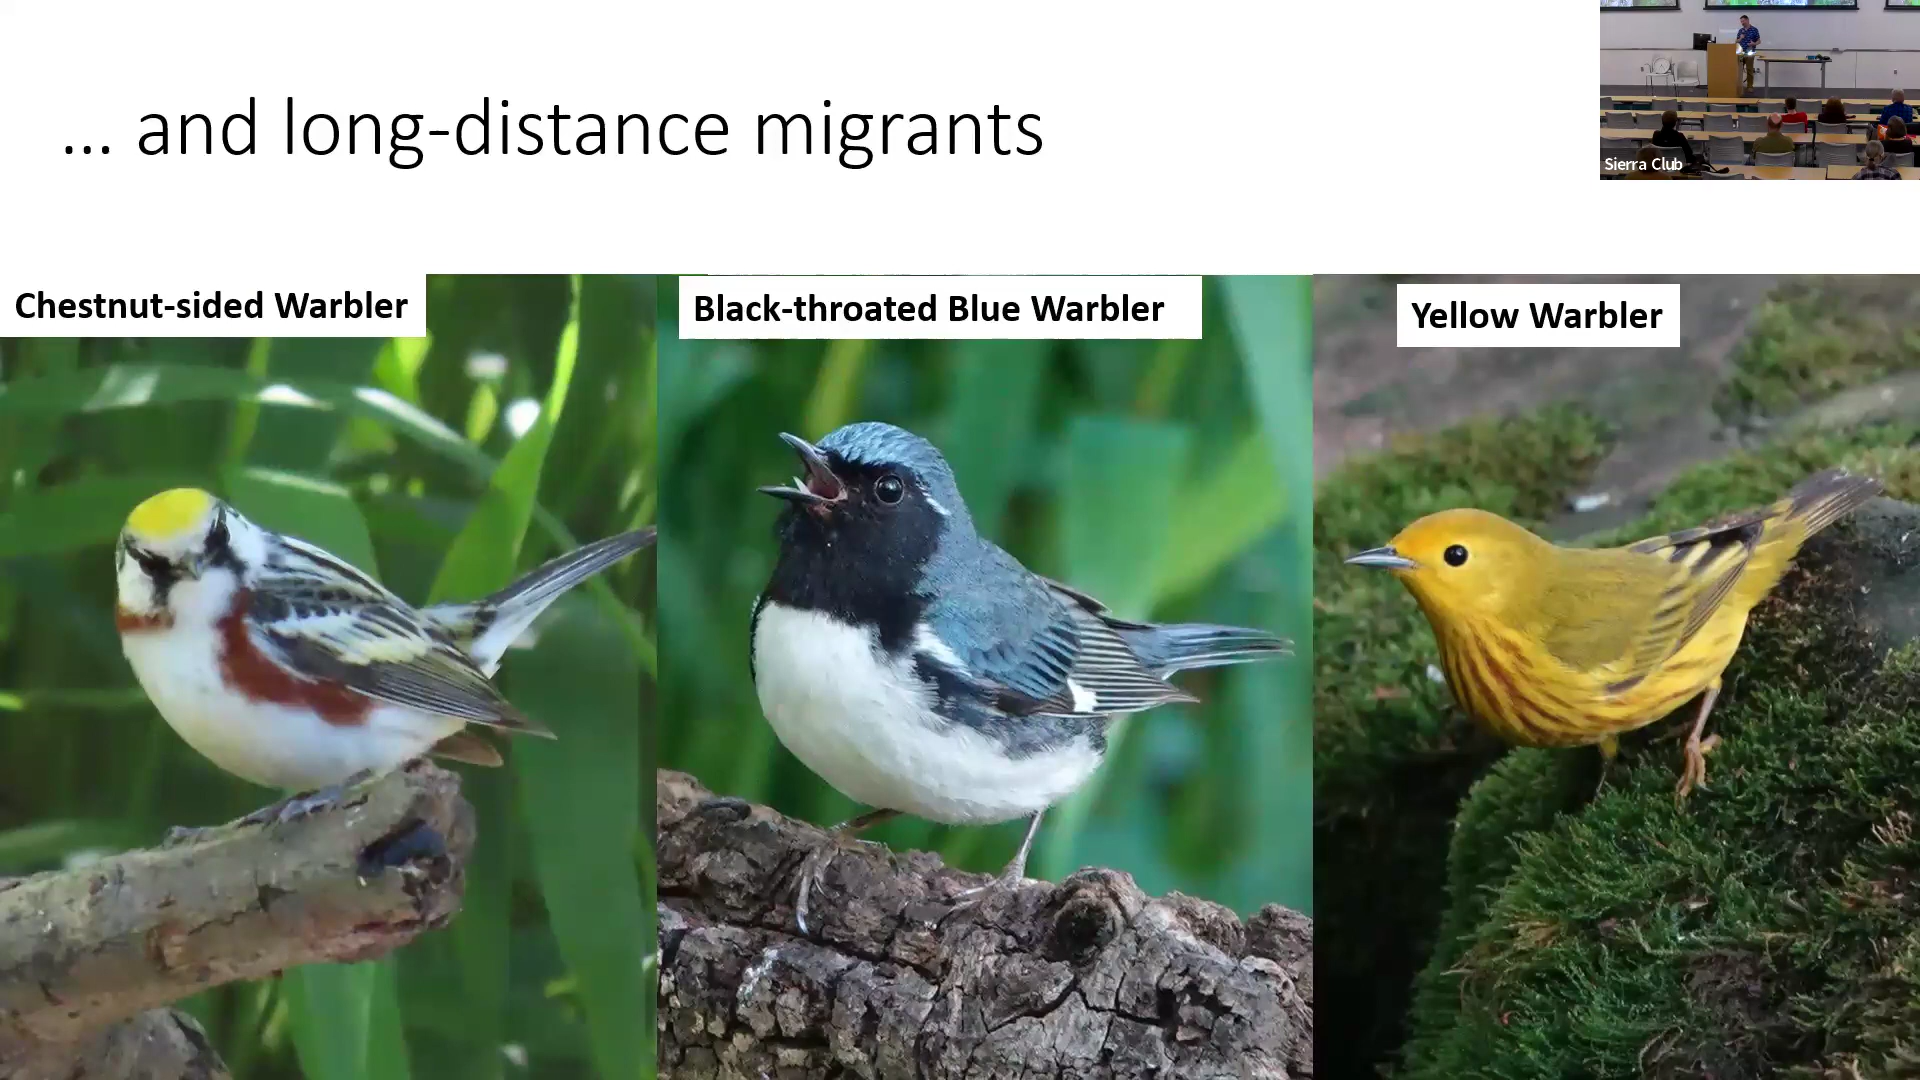 ... and long-distance migrants
Sierra Club
Chestnut-sided Warbler
Black-throated Blue Warbler
Yellow Warbler